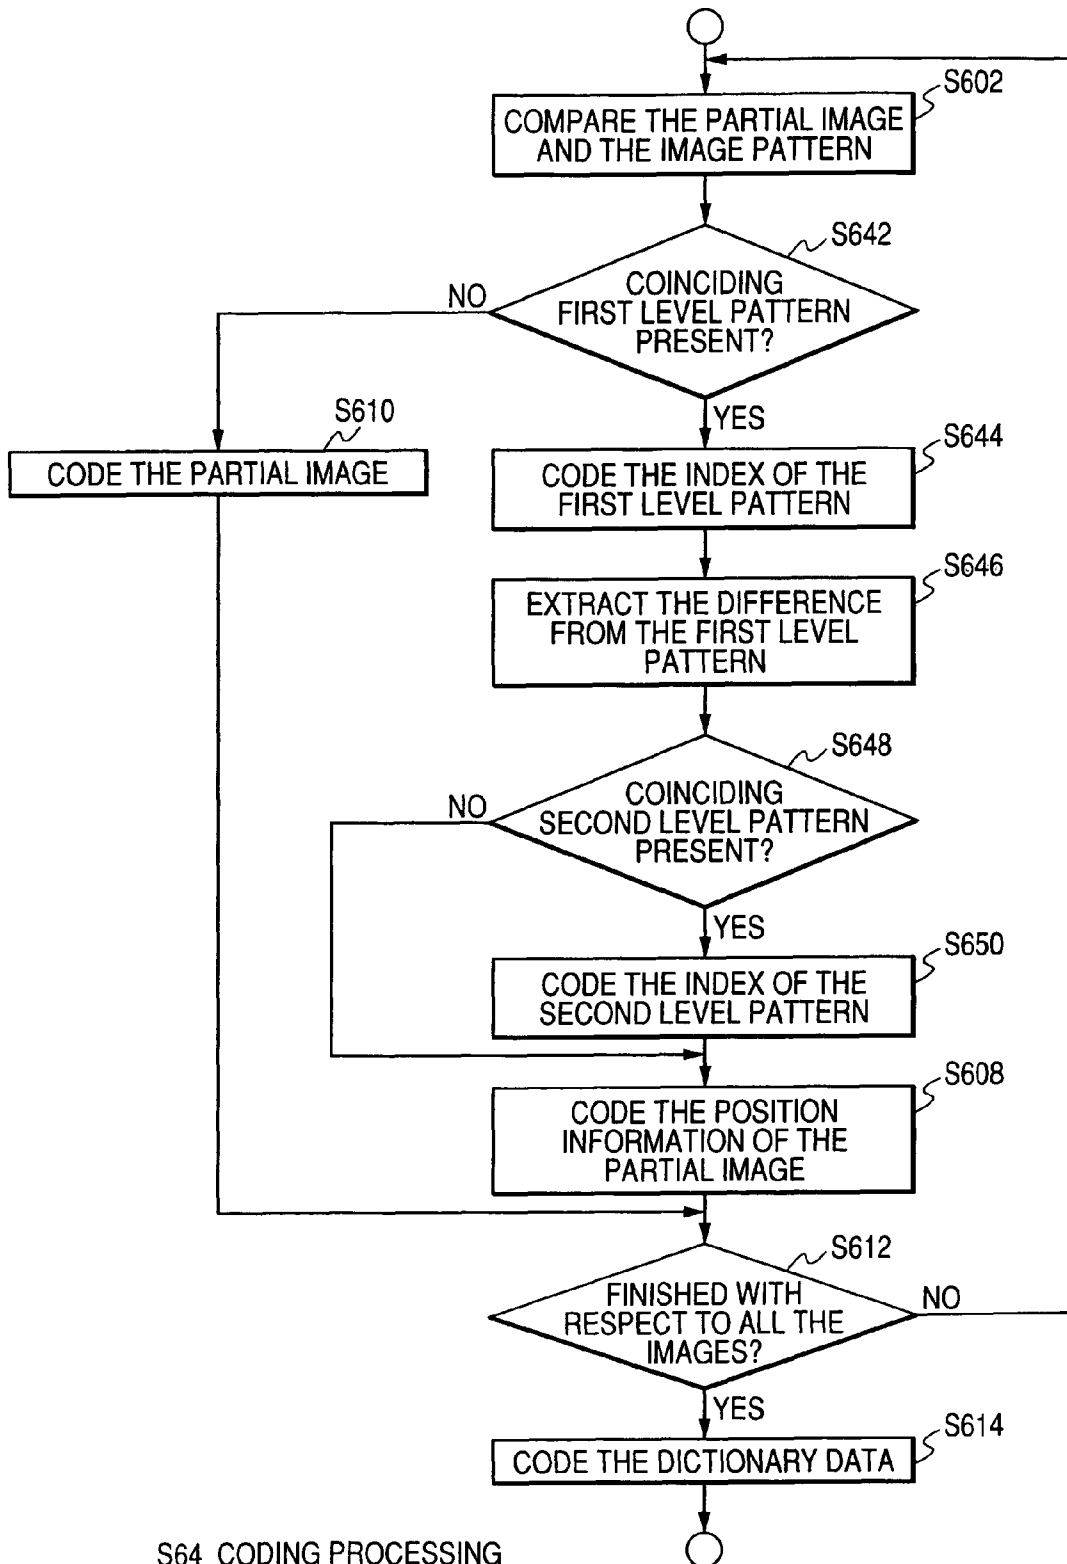 S602
COMPARE THE PARTIAL IMAGE
AND THE IMAGE PATTERN
S642
COINCIDING
FIRST LEVEL PATTERN
PRESENT?
NO
YES
S610
CODE THE PARTIAL IMAGE
S644
CODE THE INDEX OF THE
FIRST LEVEL PATTERN
S646
EXTRACT THE DIFFERENCE
FROM THE FIRST LEVEL
PATTERN
S648
COINCIDING
SECOND LEVEL PATTERN
PRESENT?
NO
YES
S650
CODE THE INDEX OF THE
SECOND LEVEL PATTERN
S608
CODE THE POSITION
INFORMATION OF THE
PARTIAL IMAGE
S612
FINISHED WITH
RESPECT TO ALL THE
IMAGES?
NO
YES
S614
CODE THE DICTIONARY DATA
S64 CODING PROCESSING